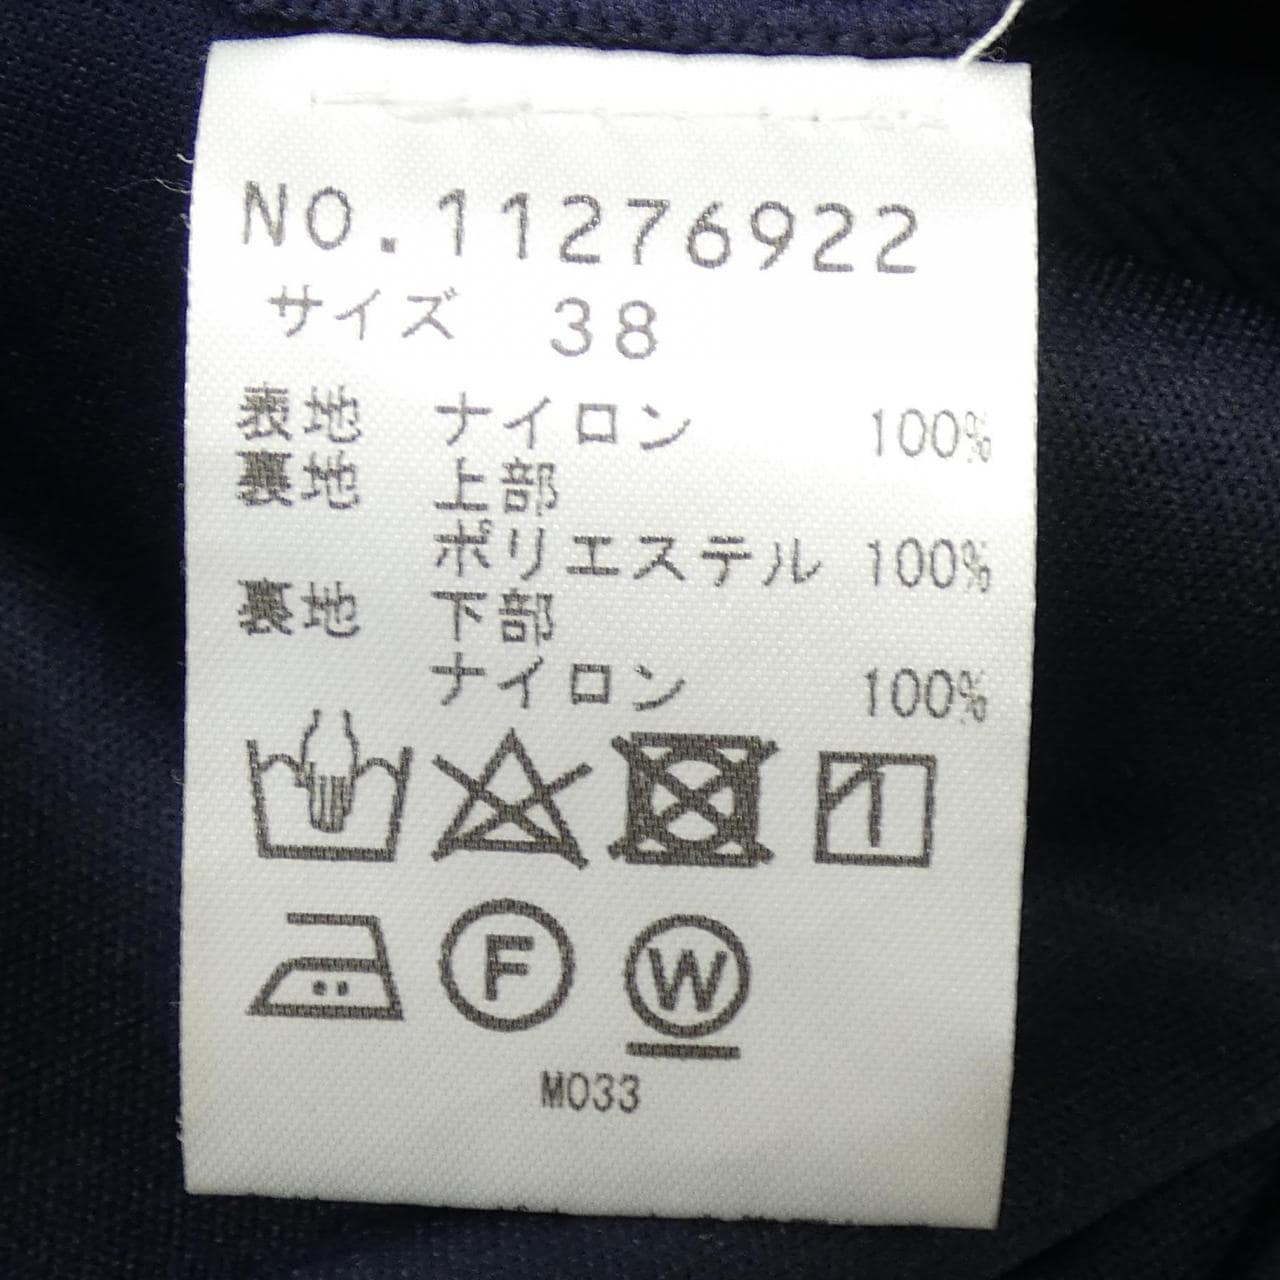 NO.11276922
サイズ 38
表地 ナイロン 100%
裏地 上部
ポリエステル 100%
裏地 下部
ナイロン 100%
F W
M033